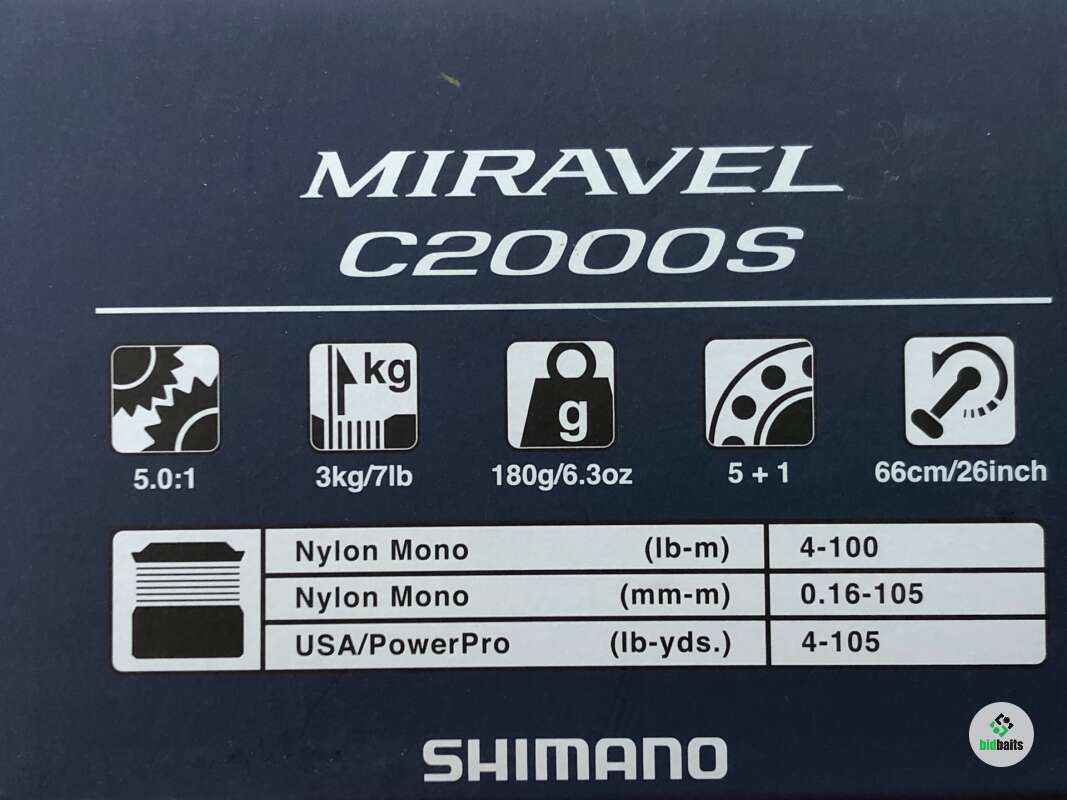 MIRAVEL
C2000S
kg
g
5.0:1 3kg/7lb 180g/6.3oz 5 + 1 66cm/26inch
Nylon Mono (lb-m) 4-100
Nylon Mono (mm-m) 0.16-105
USA/PowerPro (lb-yds.) 4-105
SHIMANO
bidbaits